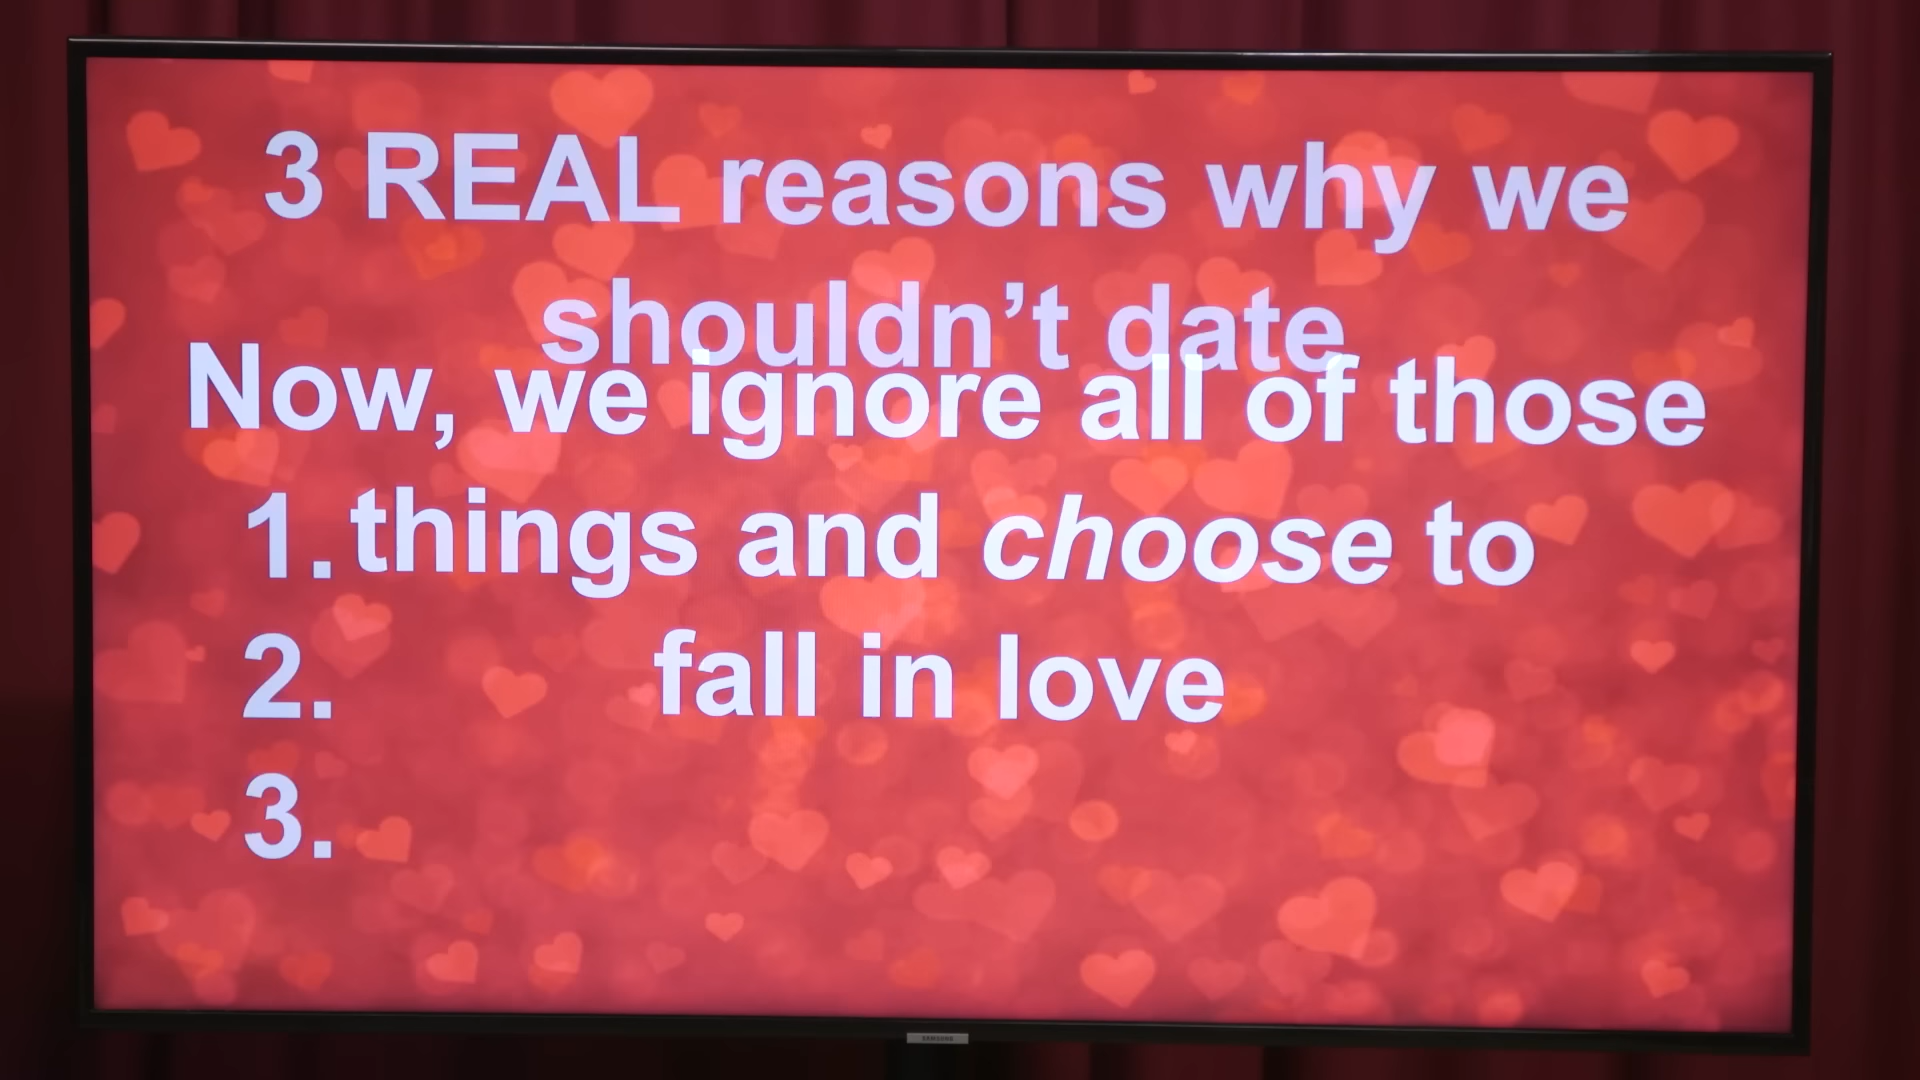 3 REAL reasons why we
shouldn’t date
Now, we ignore all of those
things and choose to
fall in love
1.
2.
3.
SAMSUNG